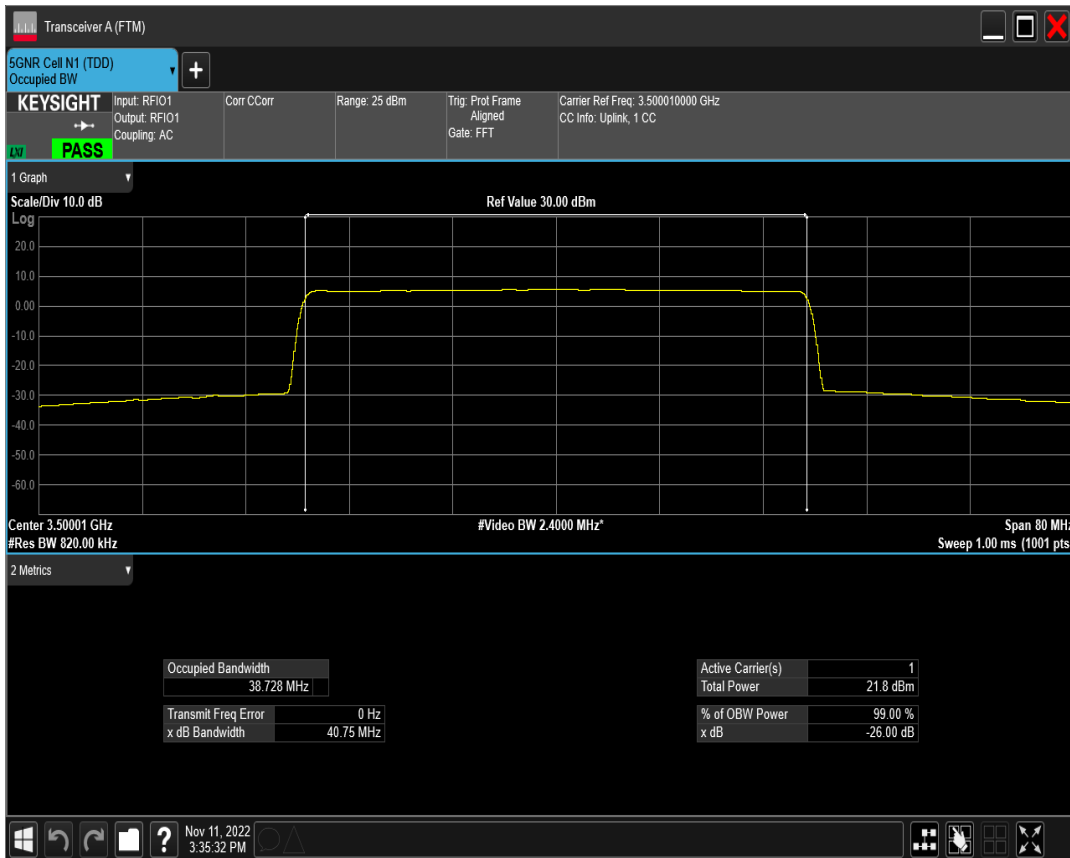 Transceiver A (FTM)
5GNR Cell N1 (TDD)
Occupied BW
+
KEYSIGHT
Input: RFIO1
Output: RFIO1
Coupling: AC
Corr CCorr
Range: 25 dBm
Trig: Prot Frame
Aligned
Gate: FFT
Carrier Ref Freq: 3.500010000 GHz
CC Info: Uplink, 1 CC
LXI
PASS
1 Graph
Scale/Div 10.0 dB
Ref Value 30.00 dBm
Log
20.0
10.0
0.00
-10.0
-20.0
-30.0
-40.0
-50.0
-60.0
Center 3.50001 GHz
#Video BW 2.4000 MHz*
Span 80 MHz
#Res BW 820.00 kHz
Sweep 1.00 ms (1001 pts
2 Metrics
Occupied Bandwidth
38.728 MHz
Transmit Freq Error 0 Hz
x dB Bandwidth 40.75 MHz
Active Carrier(s) 1
Total Power 21.8 dBm
% of OBW Power 99.00 %
x dB -26.00 dB
?
Nov 11, 2022
3:35:32 PM